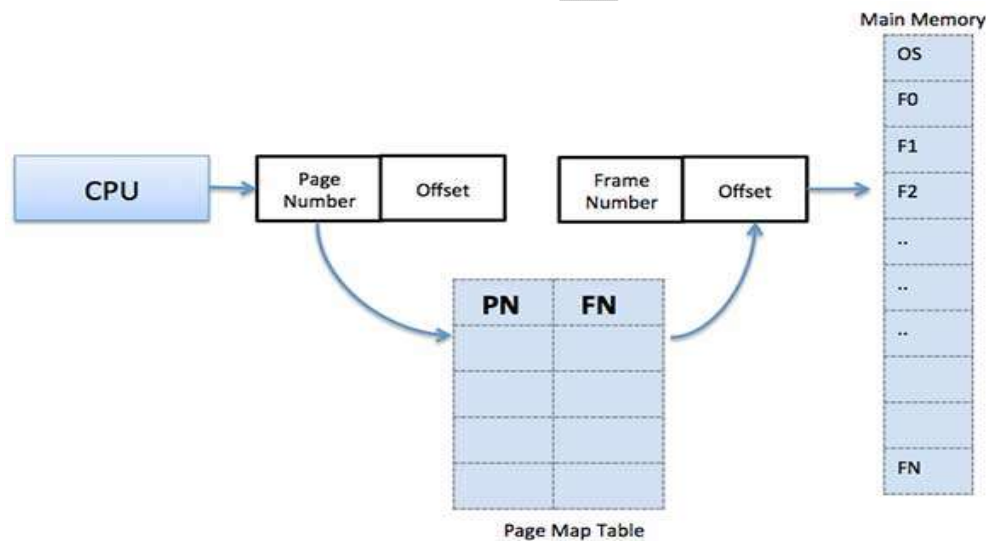 Main Memory
OS
F0
F1
F2
..
..
..
FN
CPU
Page
Number
Offset
Frame
Number
Offset
PN FN
Page Map Table